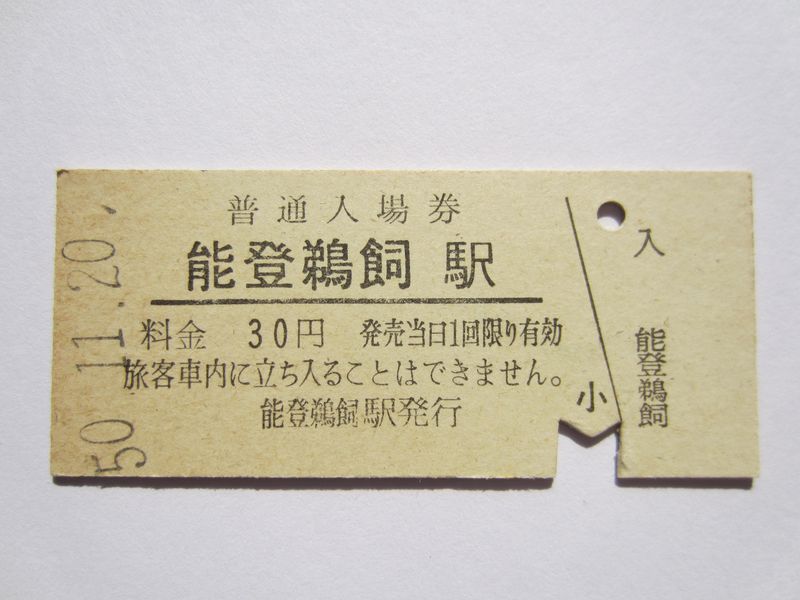 普通入場券
能登鵜飼駅
料金 30円 発売当日1回限り有効
旅客車内に立ち入ることはできません。
能登鵜飼駅発行
50.11.20.
小
入
能登鵜飼